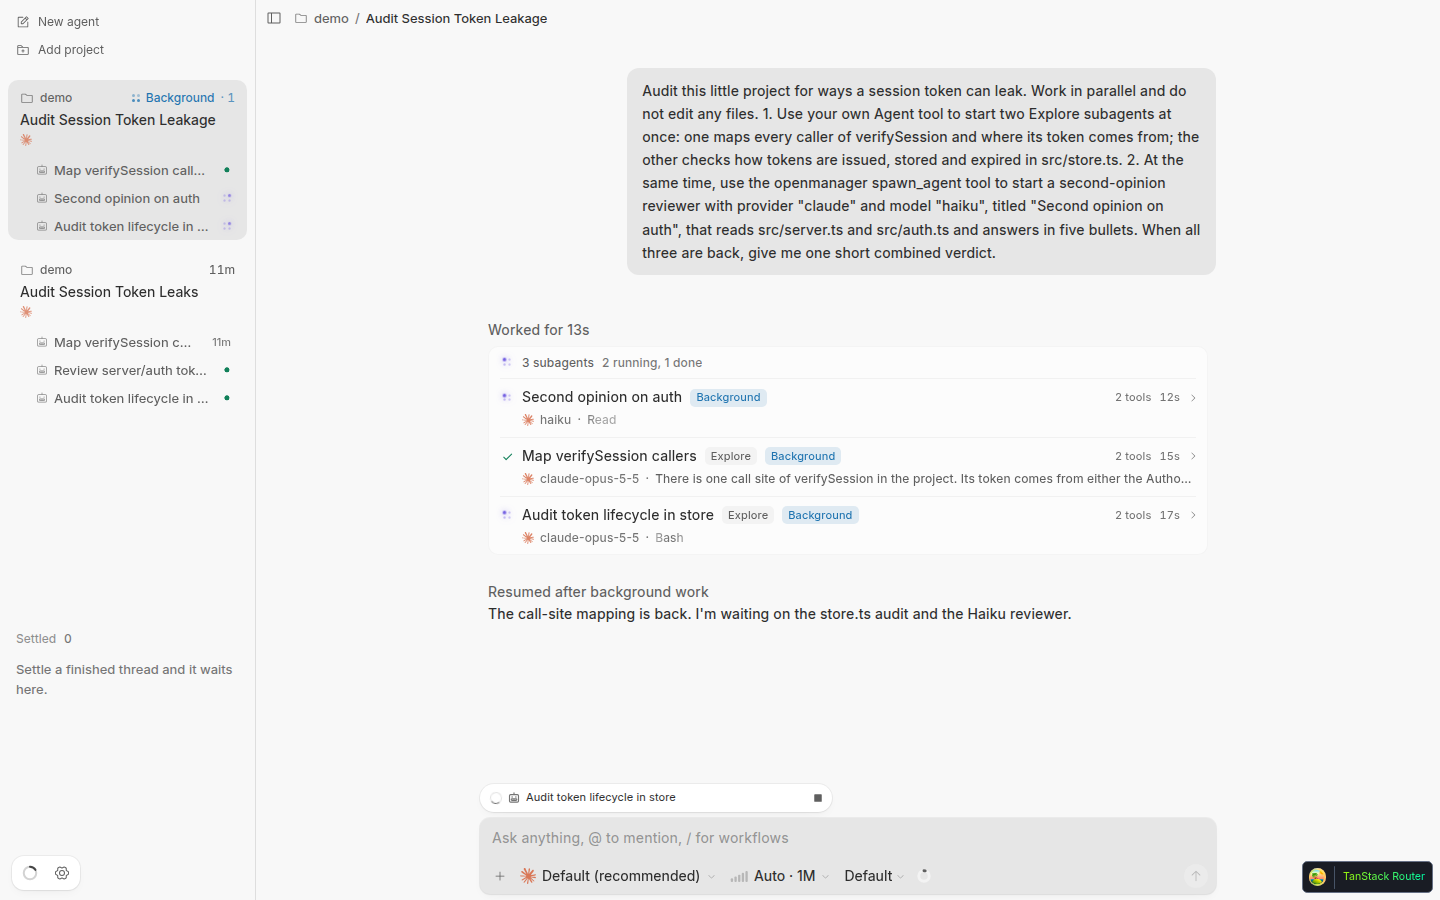 New agent
Add project
demo
Background · 1
Audit Session Token Leakage
Map verifySession call...
Second opinion on auth
Audit token lifecycle in ...
demo
11m
Audit Session Token Leaks
Map verifySession c...
11m
Review server/auth tok...
Audit token lifecycle in ...
Settled 0
Settle a finished thread and it waits
here.
demo / Audit Session Token Leakage
Audit this little project for ways a session token can leak. Work in parallel and do
not edit any files. 1. Use your own Agent tool to start two Explore subagents at
once: one maps every caller of verifySession and where its token comes from; the
other checks how tokens are issued, stored and expired in src/store.ts. 2. At the
same time, use the openmanager spawn_agent tool to start a second-opinion
reviewer with provider "claude" and model "haiku", titled "Second opinion on
auth", that reads src/server.ts and src/auth.ts and answers in five bullets. When all
three are back, give me one short combined verdict.
Worked for 13s
3 subagents 2 running, 1 done
Second opinion on auth Background 2 tools 12s
haiku · Read
Map verifySession callers Explore Background 2 tools 15s
claude-opus-5-5 · There is one call site of verifySession in the project. Its token comes from either the Autho...
Audit token lifecycle in store Explore Background 2 tools 17s
claude-opus-5-5 · Bash
Resumed after background work
The call-site mapping is back. I'm waiting on the store.ts audit and the Haiku reviewer.
Audit token lifecycle in store
Ask anything, @ to mention, / for workflows
Default (recommended) Auto · 1M Default
TanStack Router